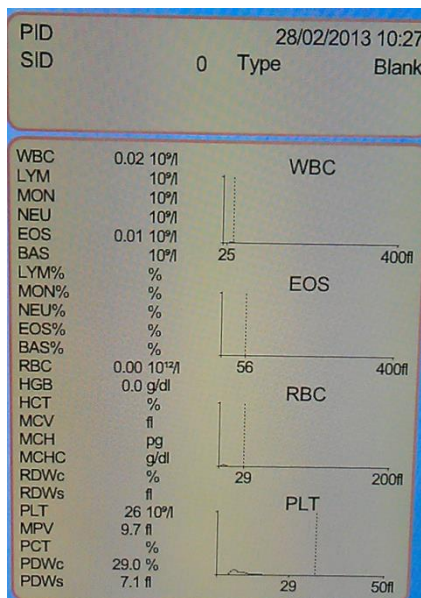 PID 28/02/2013 10:27
SID 0 Type Blank
WBC 0.02 10⁹/l
LYM 10⁹/l
MON 10⁹/l
NEU 10⁹/l
EOS 0.01 10⁹/l
BAS 10⁹/l
LYM% %
MON% %
NEU% %
EOS% %
BAS% %
RBC 0.00 10¹²/l
HGB 0.0 g/dl
HCT %
MCV fl
MCH pg
MCHC g/dl
RDWc %
RDWs fl
PLT 26 10⁹/l
MPV 9.7 fl
PCT %
PDWc 29.0 %
PDWs 7.1 fl
WBC
25 400fl
EOS
56 400fl
RBC
29 200fl
PLT
29 50fl